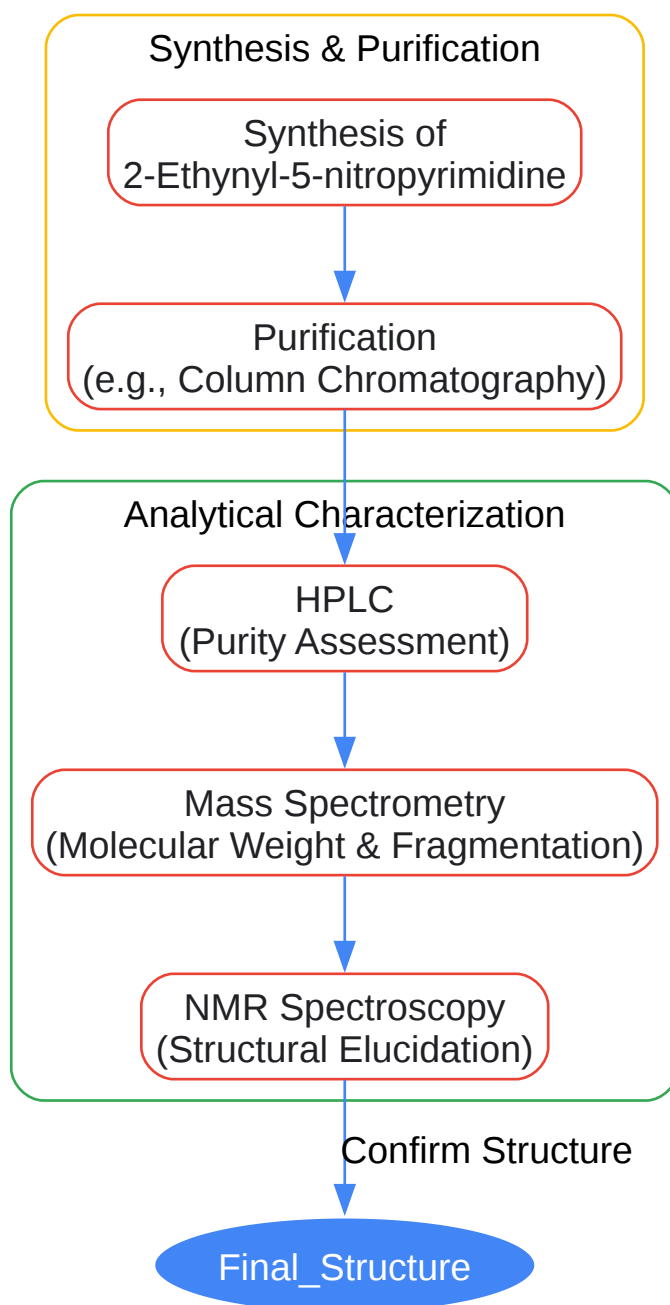 Synthesis & Purification
Synthesis of
2-Ethynyl-5-nitropyrimidine
Purification
(e.g., Column Chromatography)
Analytical Characterization
HPLC
(Purity Assessment)
Mass Spectrometry
(Molecular Weight & Fragmentation)
NMR Spectroscopy
(Structural Elucidation)
Confirm Structure
Final_Structure